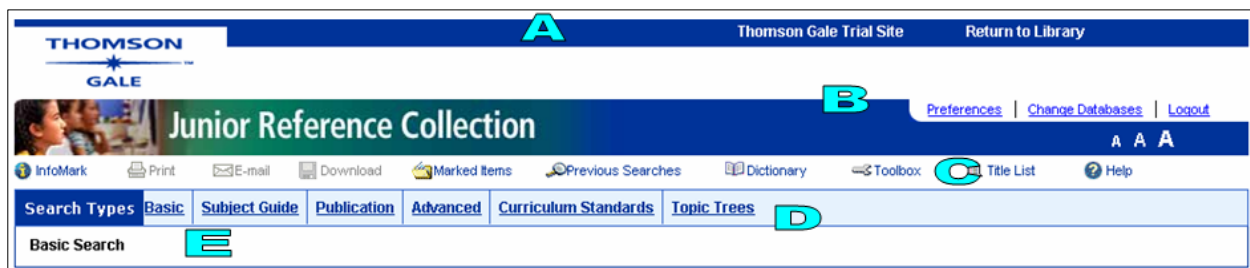 A Thomson Gale Trial Site Return to Library
THOMSON
GALE
B Preferences | Change Databases | Logout
Junior Reference Collection
A A A
InfoMark Print E-mail Download Marked Items Previous Searches Dictionary Toolbox C Title List Help
Search Types Basic Subject Guide Publication Advanced Curriculum Standards Topic Trees D
Basic Search E